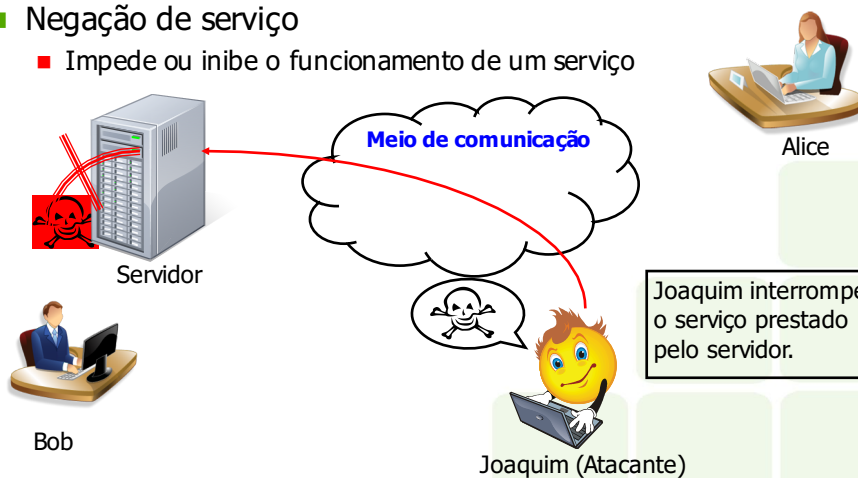 Negação de serviço
Impede ou inibe o funcionamento de um serviço
Meio de comunicação
Alice
Servidor
Joaquim interrompe
o serviço prestado
pelo servidor.
Bob
Joaquim (Atacante)